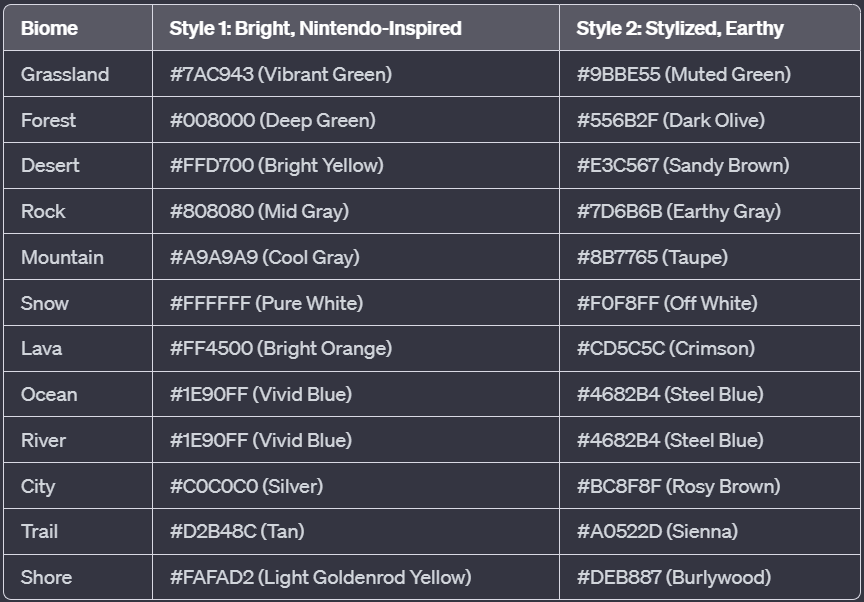 Biome Style 1: Bright, Nintendo-Inspired Style 2: Stylized, Earthy
Grassland #7AC943 (Vibrant Green) #9BBE55 (Muted Green)
Forest #008000 (Deep Green) #556B2F (Dark Olive)
Desert #FFD700 (Bright Yellow) #E3C567 (Sandy Brown)
Rock #808080 (Mid Gray) #7D6B6B (Earthy Gray)
Mountain #A9A9A9 (Cool Gray) #8B7765 (Taupe)
Snow #FFFFFF (Pure White) #F0F8FF (Off White)
Lava #FF4500 (Bright Orange) #CD5C5C (Crimson)
Ocean #1E90FF (Vivid Blue) #4682B4 (Steel Blue)
River #1E90FF (Vivid Blue) #4682B4 (Steel Blue)
City #C0C0C0 (Silver) #BC8F8F (Rosy Brown)
Trail #D2B48C (Tan) #A0522D (Sienna)
Shore #FAFAD2 (Light Goldenrod Yellow) #DEB887 (Burlywood)